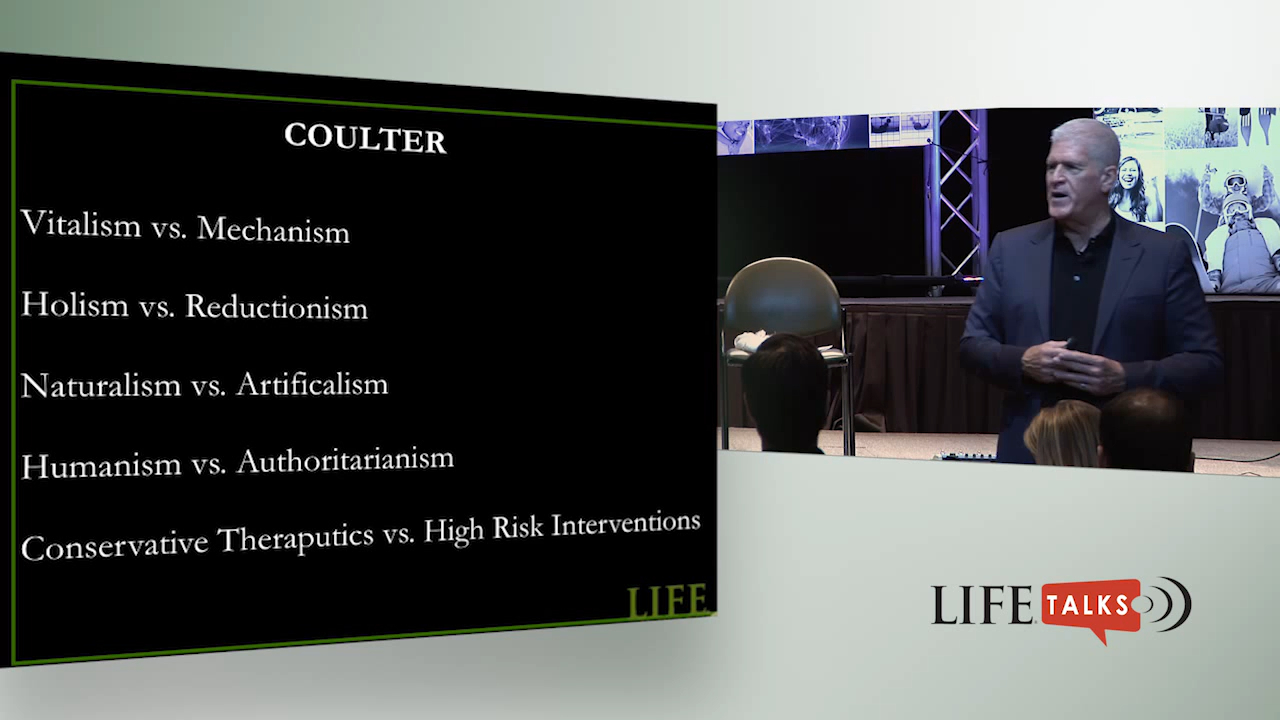 COULTER
Vitalism vs. Mechanism
Holism vs. Reductionism
Naturalism vs. Artificalism
Humanism vs. Authoritarianism
Conservative Theraputics vs. High Risk Interventions
LIFE
LIFE TALKS